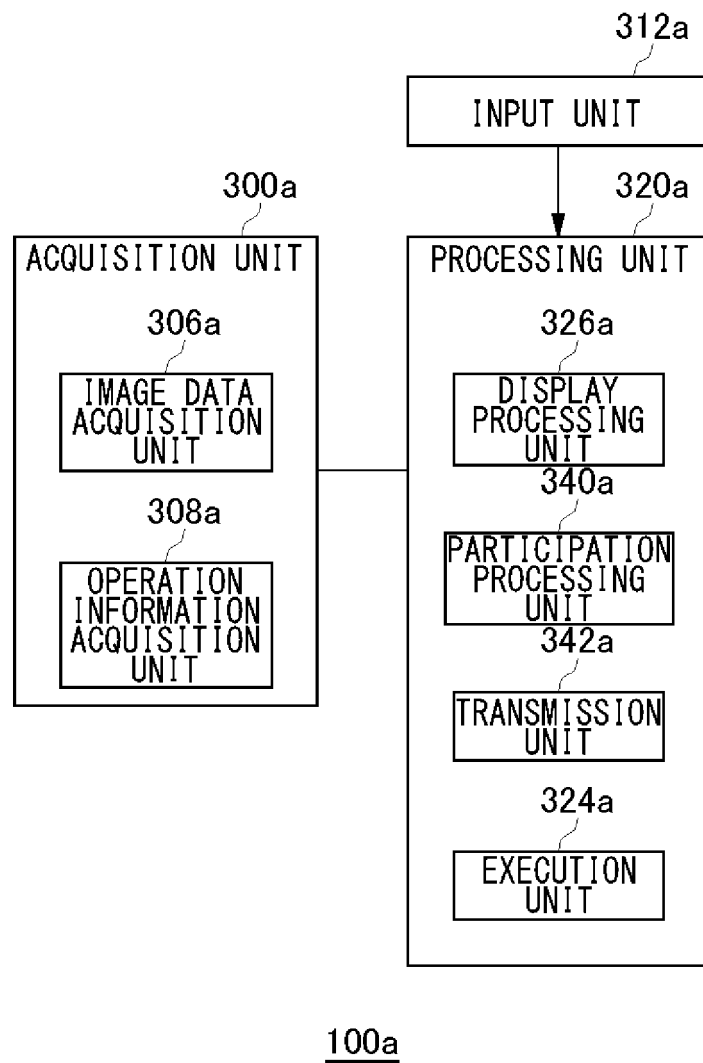 312a
INPUT UNIT
300a
320a
ACQUISITION UNIT
PROCESSING UNIT
306a
IMAGE DATA
ACQUISITION
UNIT
308a
OPERATION
INFORMATION
ACQUISITION
UNIT
326a
DISPLAY
PROCESSING
UNIT
340a
PARTICIPATION
PROCESSING
UNIT
342a
TRANSMISSION
UNIT
324a
EXECUTION
UNIT
100a